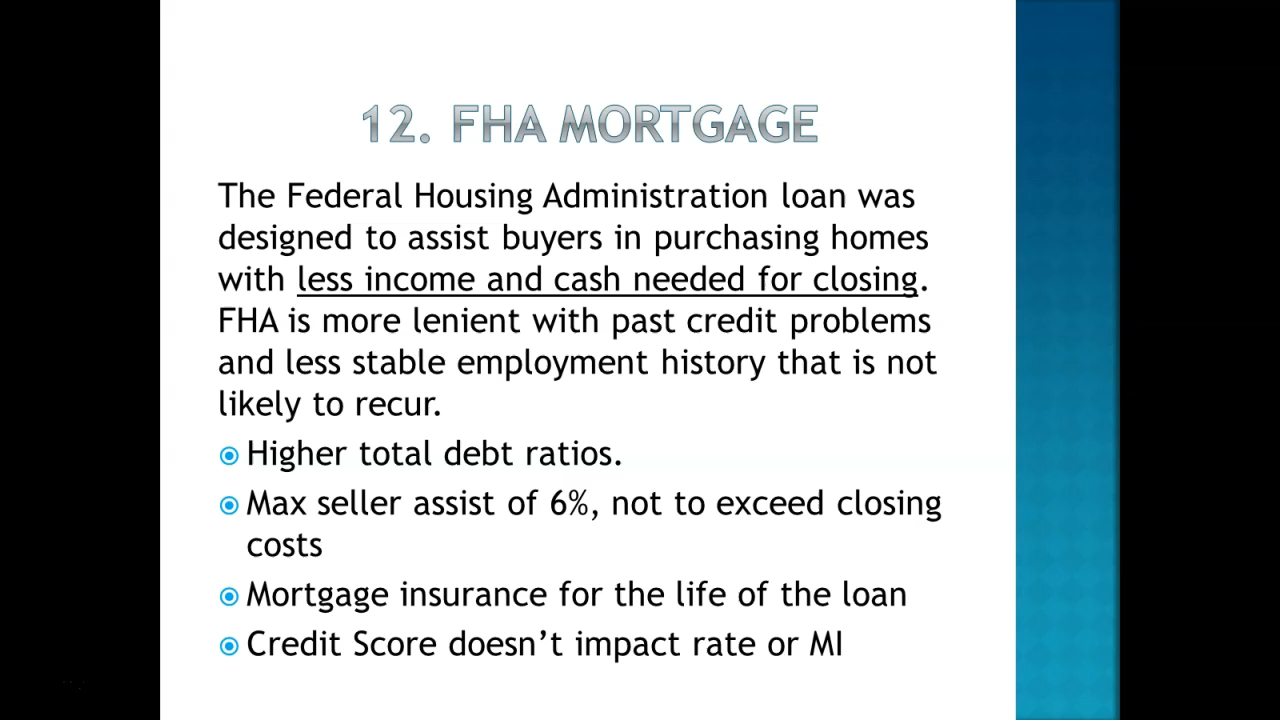 12. FHA MORTGAGE
The Federal Housing Administration loan was
designed to assist buyers in purchasing homes
with less income and cash needed for closing.
FHA is more lenient with past credit problems
and less stable employment history that is not
likely to recur.
Higher total debt ratios.
Max seller assist of 6%, not to exceed closing
costs
Mortgage insurance for the life of the loan
Credit Score doesn’t impact rate or MI